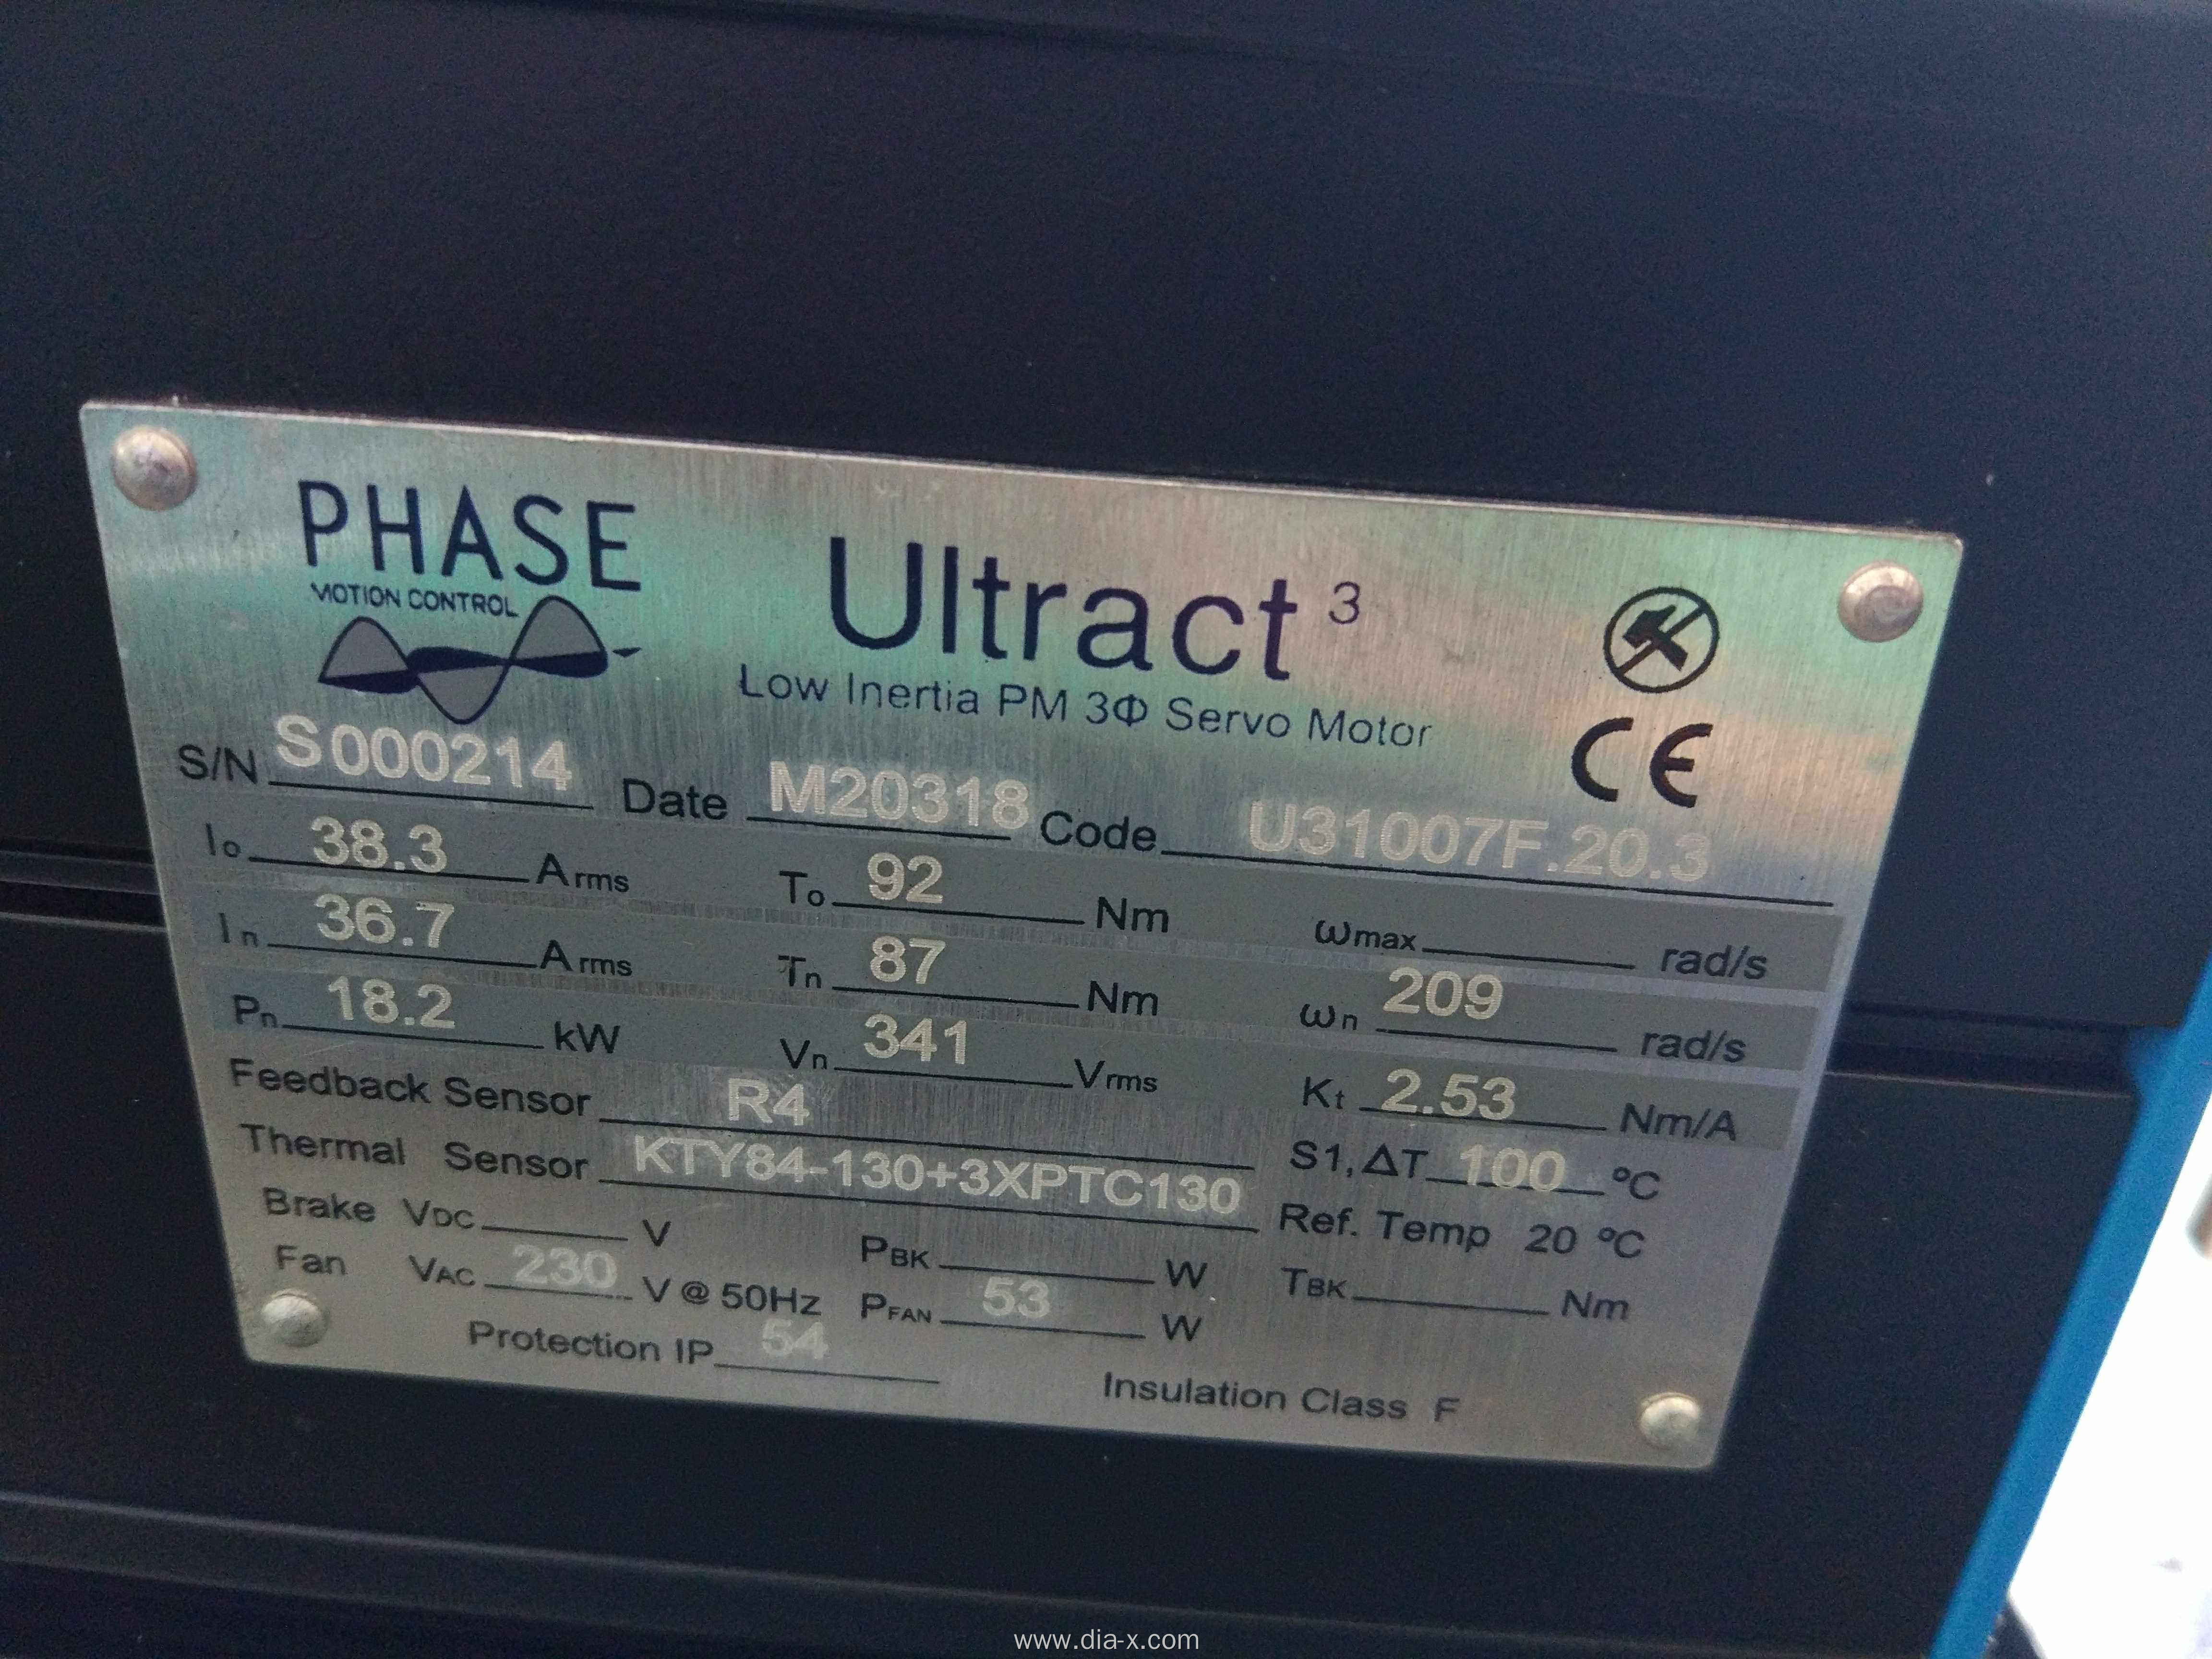 PHASE
MOTION CONTROL
Ultract 3
Low Inertia PM 3Φ Servo Motor
CE
S/N S000214 Date M20318 Code U31007F.20.3
Io 38.3 Arms To 92 Nm ωmax rad/s
In 36.7 Arms Tn 87 Nm ωn 209 rad/s
Pn 18.2 kW Vn 341 Vrms Kt 2.53 Nm/A
Feedback Sensor R4 S1, ΔT 100 °C
Thermal Sensor KTY84-130+3XPTC130 Ref. Temp 20 °C
Brake VDC V PBK W TBK Nm
Fan VAC 230 V @ 50Hz PFAN 53 W
Protection IP 54 Insulation Class F
www.dia-x.com